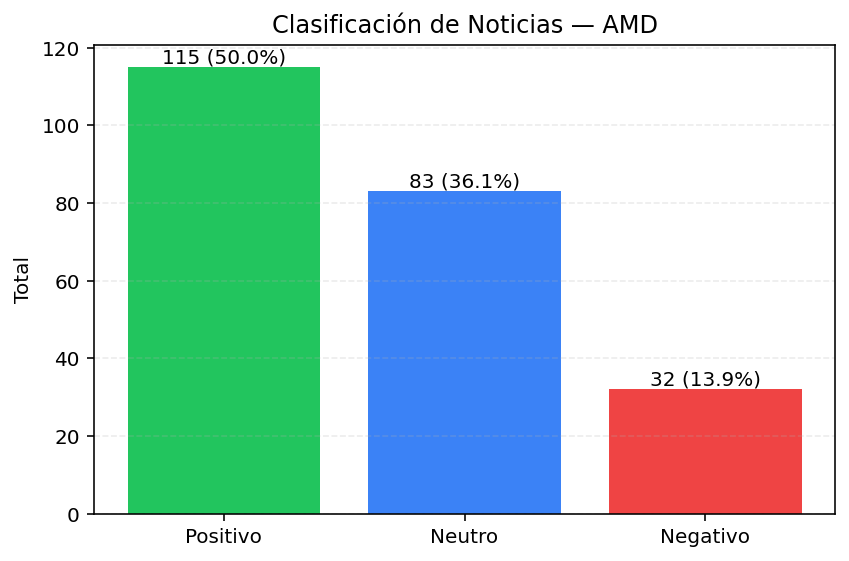 Clasificación de Noticias — AMD
Total
120
100
80
60
40
20
0
115 (50.0%)
83 (36.1%)
32 (13.9%)
Positivo
Neutro
Negativo